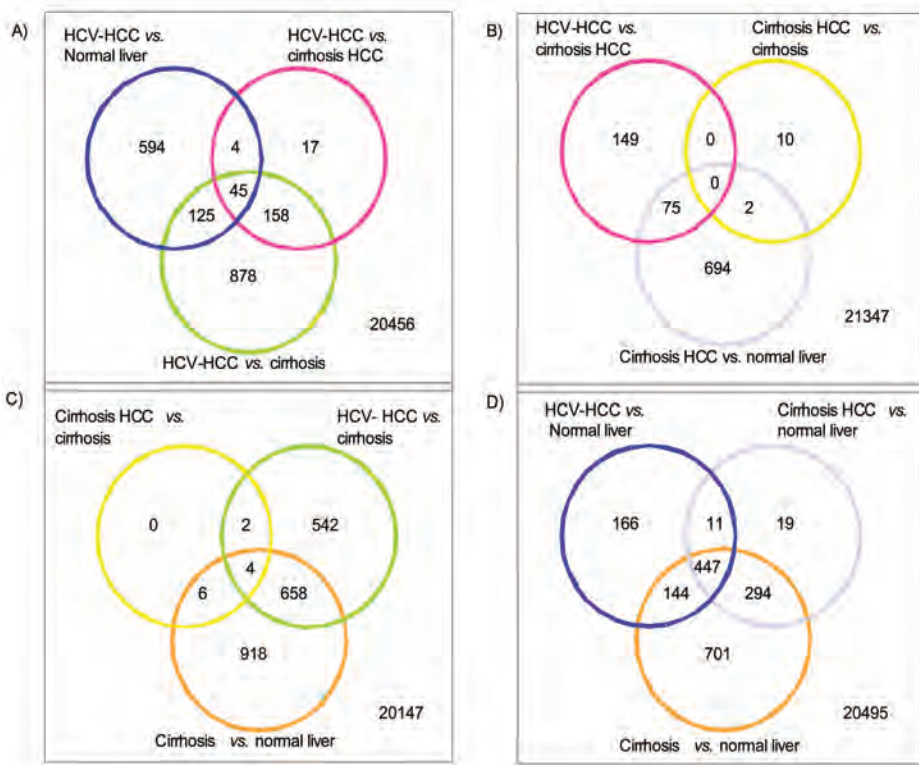 A)
HCV-HCC vs.
Normal liver
HCV-HCC vs.
cirrhosis HCC
594
4
17
45
125
158
878
20456
HCV-HCC vs. cirrhosis
B)
HCV-HCC vs.
cirrhosis HCC
Cirrhosis HCC vs.
cirrhosis
149
0
10
0
75
2
694
21347
Cirrhosis HCC vs. normal liver
C)
Cirrhosis HCC vs.
cirrhosis
HCV- HCC vs.
cirrhosis
0
2
542
4
6
658
918
20147
Cirrhosis vs. normal liver
D)
HCV-HCC vs.
Normal liver
Cirrhosis HCC vs.
normal liver
166
11
19
447
144
294
701
20495
Cirrhosis vs. normal liver